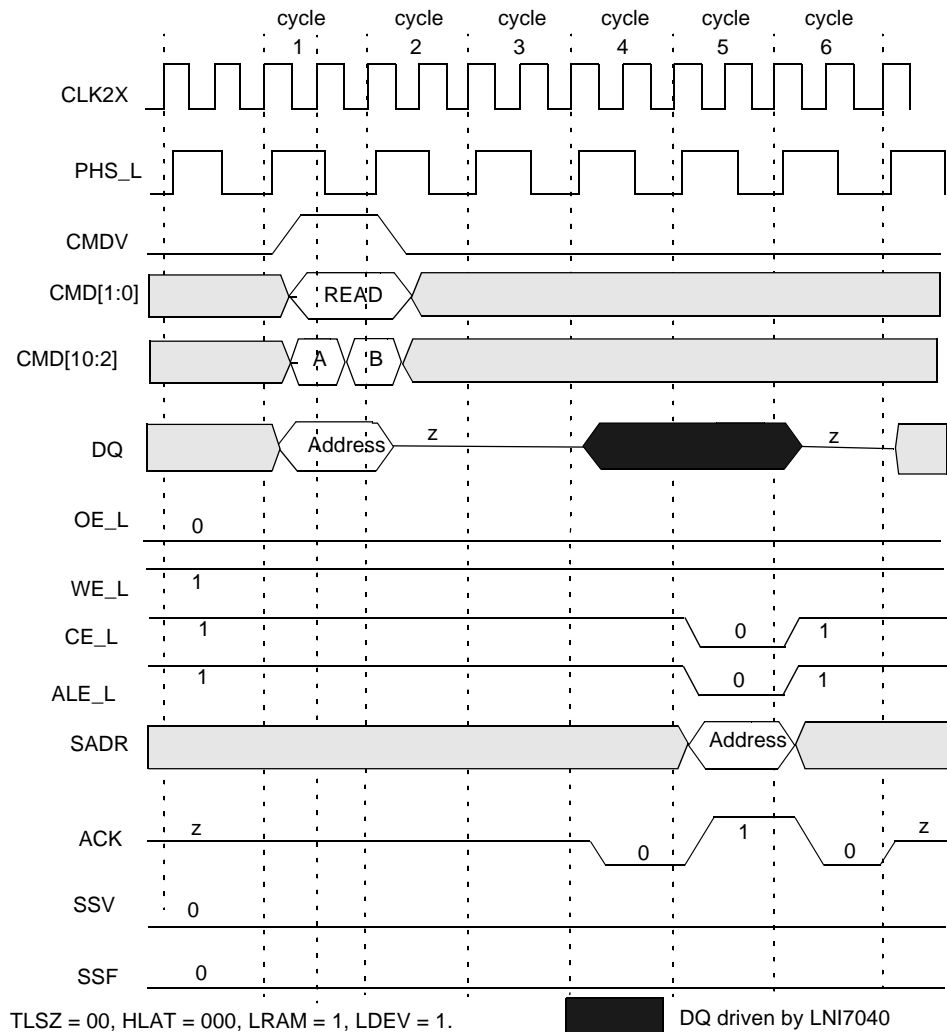 cycle cycle cycle cycle cycle cycle
1 2 3 4 5 6
CLK2X
PHS_L
CMDV
CMD[1:0] READ
CMD[10:2] A B
DQ Address z z
OE_L 0
WE_L 1
CE_L 1 0 1
ALE_L 1 0 1
SADR Address
ACK z 0 1 0 z
SSV 0
SSF 0
TLSZ = 00, HLAT = 000, LRAM = 1, LDEV = 1. DQ driven by LNI7040